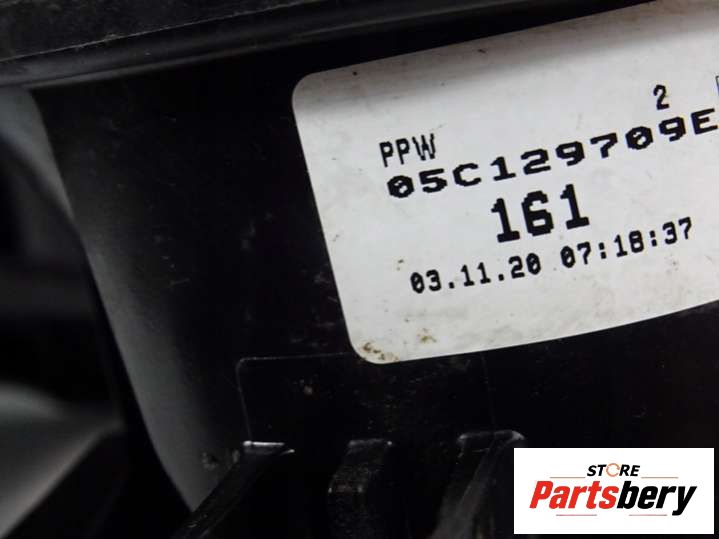 2
PPW
05C129709E
161
03.11.20 07:18:37
STORE
Partsbery